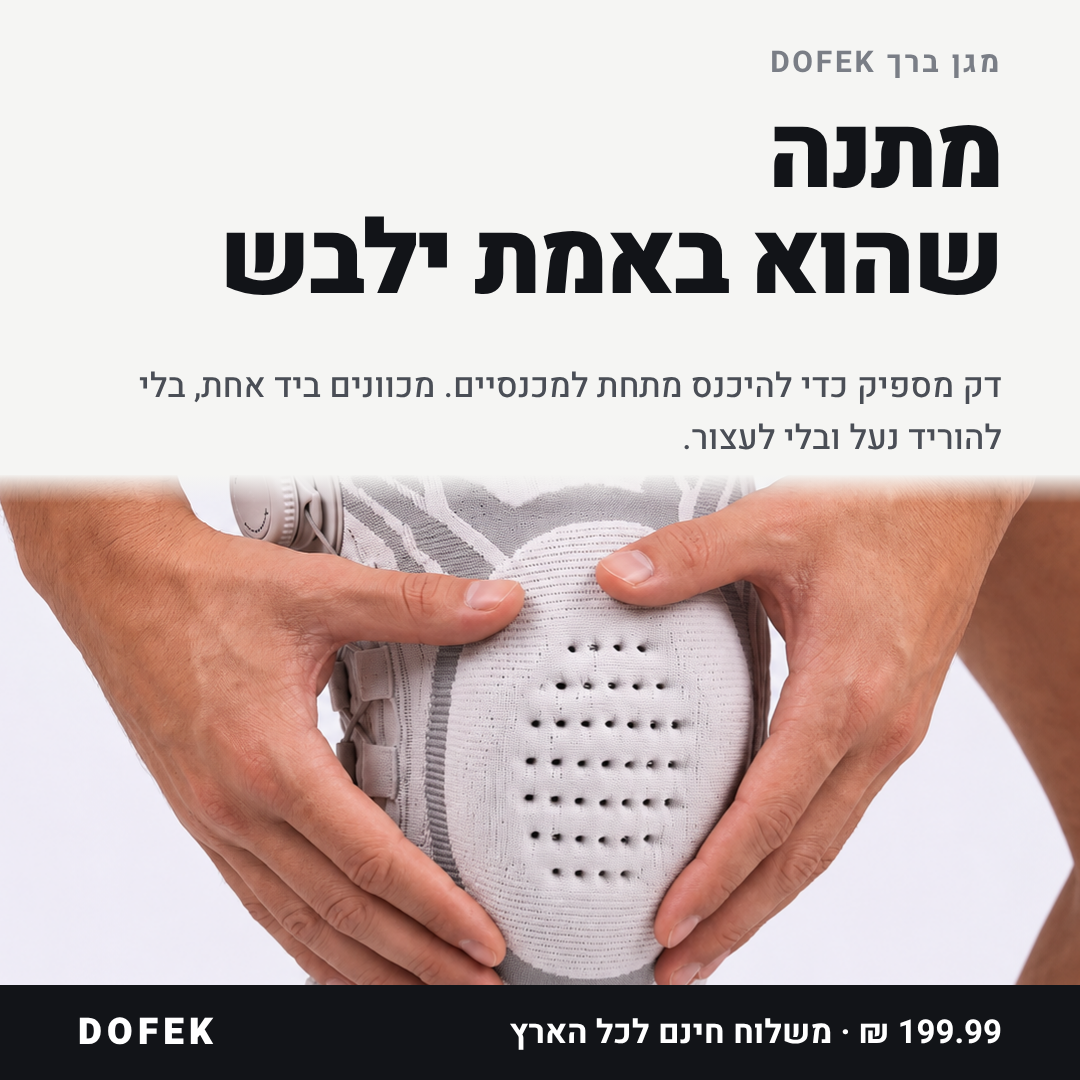 מגן ברך DOFEK
מתנה
שהוא באמת ילבש
דק מספיק כדי להיכנס מתחת למכנסיים. מכוונים ביד אחת, בלי
להוריד נעל ובלי לעצור.
199.99 ₪ · משלוח חינם לכל הארץ
DOFEK